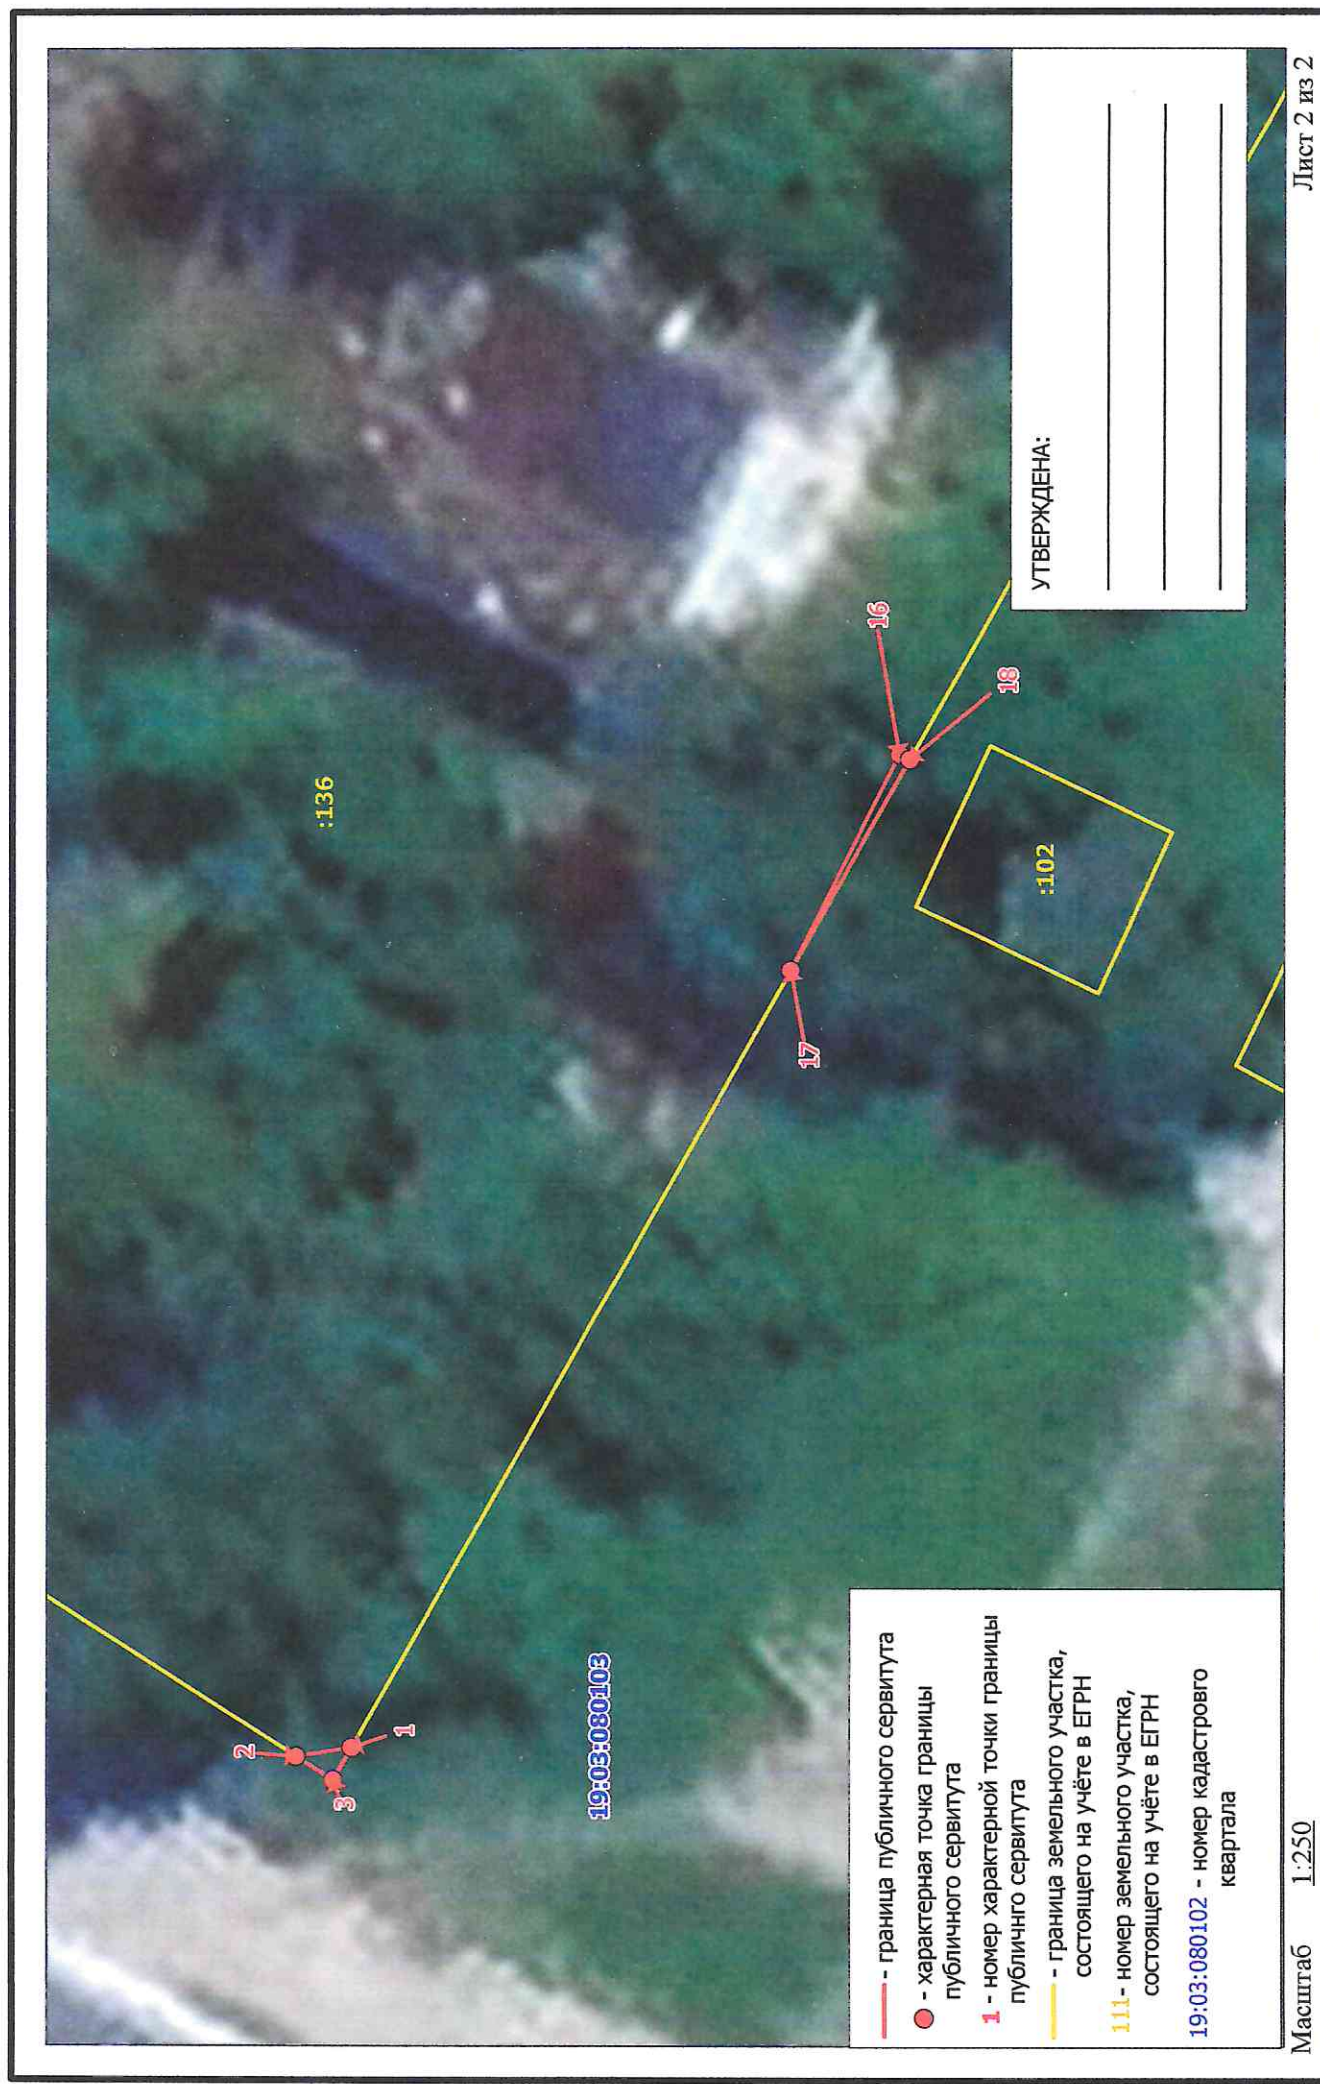 :136
16
18
17
:102
2
1
3
19:03:080103
УТВЕРЖДЕНА:
- граница публичного сервитута
- характерная точка границы
публичного сервитута
1 - номер характерной точки границы
публичнго сервитута
- граница земельного участка,
состоящего на учёте в ЕГРН
111- номер земельного участка,
состоящего на учёте в ЕГРН
19:03:080102 - номер кадастрово
квартала
Масштаб 1:250
Лист 2 из 2